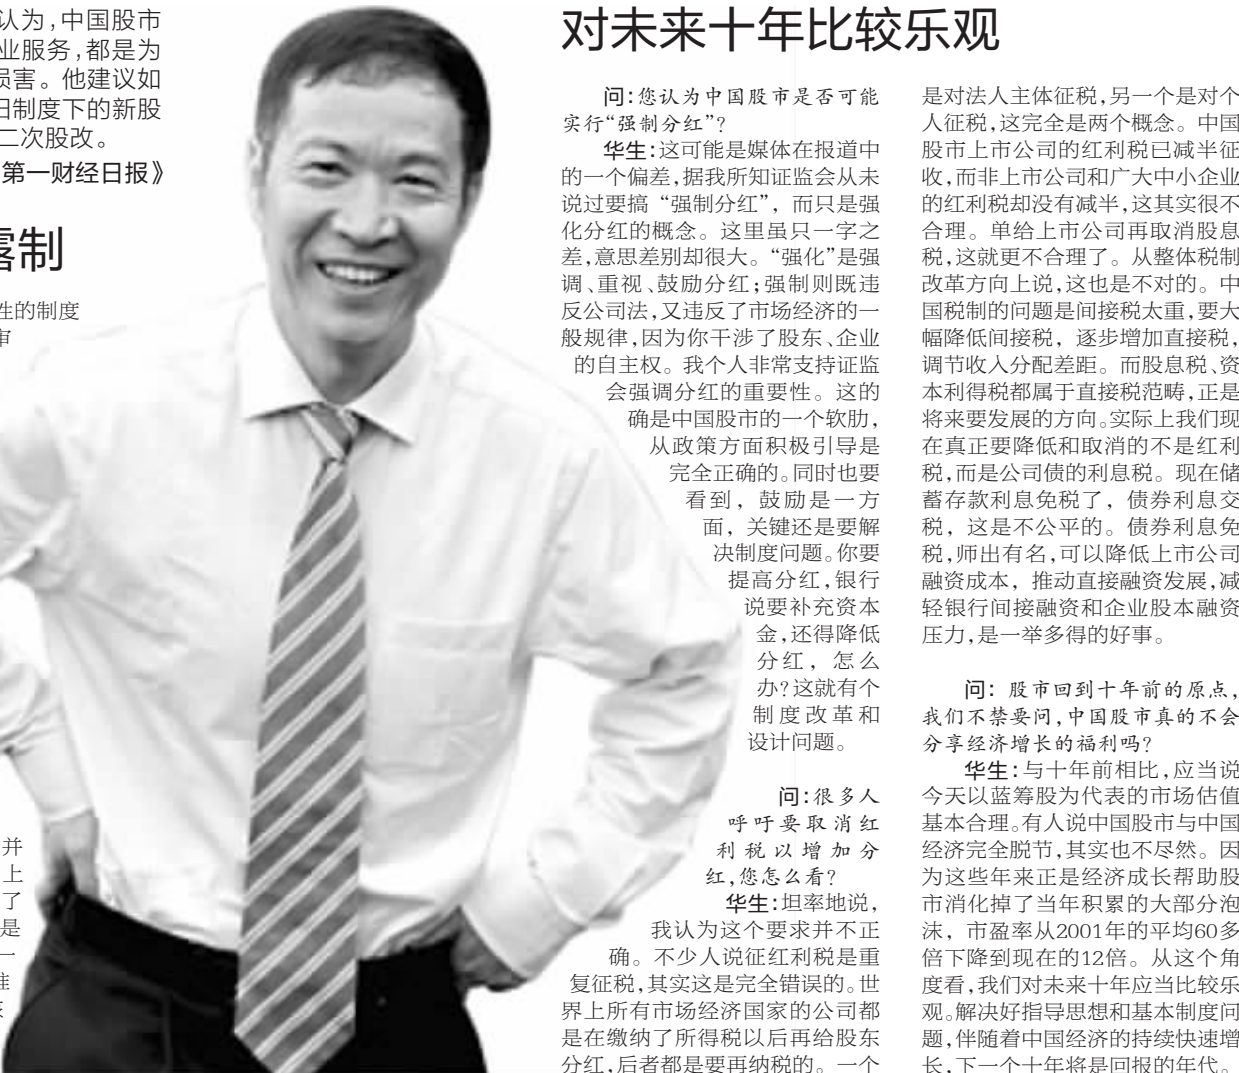 认为,中国股市
业服务,都是为
损害。他建议如
旧制度下的新股
二次股改。
第一财经日报》
露制
性的制度
审
并
上
了
是
一
对未来十年比较乐观
问:您认为中国股市是否可能
实行“强制分红”?
华生:这可能是媒体在报道中
的一个偏差,据我所知证监会从未
说过要搞“强制分红”,而只是强
化分红的概念。这里虽只一字之
差,意思差别却很大。“强化”是强
调、重视、鼓励分红;强制则既违
反公司法,又违反了市场经济的一
般规律,因为你干涉了股东、企业
的自主权。我个人非常支持证监
会强调分红的重要性。这的
确是中国股市的一个软肋,
从政策方面积极引导是
完全正确的。同时也要
看到,鼓励是一方
面,关键还是要解
决制度问题。你要
提高分红,银行
说要补充资本
金,还得降低
分红,怎么
办?这就有个
制度改革和
设计问题。
问:很多人
呼吁要取消红
利税以增加分
红,您怎么看?
华生:坦率地说,
我认为这个要求并不正
确。不少人说征红利税是重
复征税,其实这是完全错误的。世
界上所有市场经济国家的公司都
是在缴纳了所得税以后再给股东
分红,后者都是要再纳税的。一个
是对法人主体征税,另一个是对个
人征税,这完全是两个概念。中国
股市上市公司的红利税已减半征
收,而非上市公司和广大中小企业
的红利税却没有减半,这其实很不
合理。单给上市公司再取消股息
税,这就更不合理了。从整体税制
改革方向上说,这也是不对的。中
国税制的问题是间接税太重,要大
幅降低间接税,逐步增加直接税,
调节收入分配差距。而股息税、资
本利得税都属于直接税范畴,正是
将来要发展的方向。实际上我们现
在真正要降低和取消的不是红利
税,而是公司债的利息税。现在储
蓄存款利息免税了,债券利息交
税,这是不公平的。债券利息免
税,师出有名,可以降低上市公司
融资成本,推动直接融资发展,减
轻银行间接融资和企业股本融资
压力,是一举多得的好事。
问:股市回到十年前的原点,
我们不禁要问,中国股市真的不会
分享经济增长的福利吗?
华生:与十年前相比,应当说
今天以蓝筹股为代表的市场估值
基本合理。有人说中国股市与中国
经济完全脱节,其实也不尽然。因
为这些年来正是经济成长帮助股
市消化掉了当年积累的大部分泡
沫,市盈率从2001年的平均60多
倍下降到现在的12倍。从这个角
度看,我们对未来十年应当比较乐
观。解决好指导思想和基本制度问
题,伴随着中国经济的持续快速增
长,下一个十年将是回报的年代。